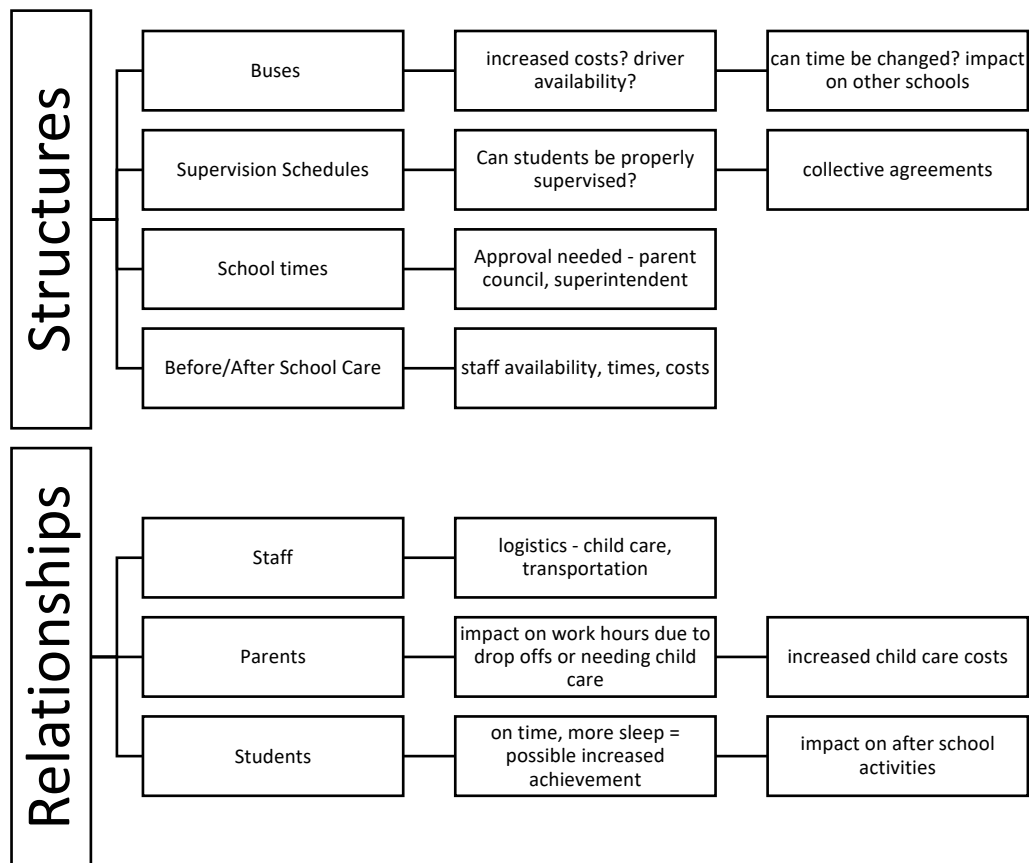 Structures
Buses
increased costs? driver
availability?
can time be changed? impact
on other schools
Supervision Schedules
Can students be properly
supervised?
collective agreements
School times
Approval needed - parent
council, superintendent
Before/After School Care
staff availability, times, costs
Relationships
Staff
logistics - child care,
transportation
Parents
impact on work hours due to
drop offs or needing child
care
increased child care costs
Students
on time, more sleep =
possible increased
achievement
impact on after school
activities